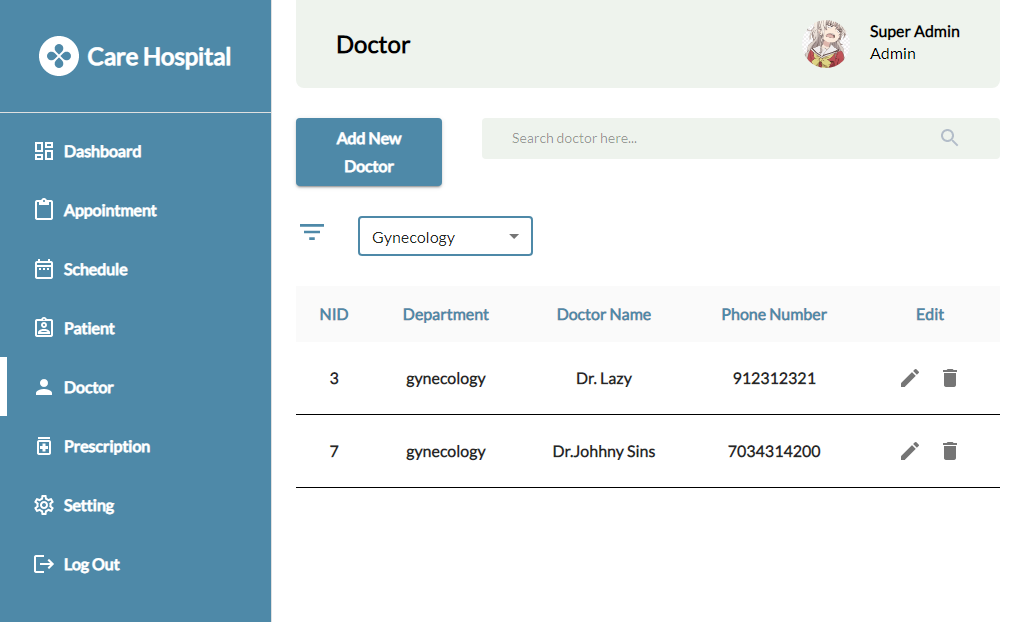 Care Hospital
Dashboard
Appointment
Schedule
Patient
Doctor
Prescription
Setting
Log Out
Doctor
Super Admin
Admin
Add New
Doctor
Search doctor here...
Gynecology
NID Department Doctor Name Phone Number Edit
3 gynecology Dr. Lazy 912312321
7 gynecology Dr.Johhny Sins 7034314200